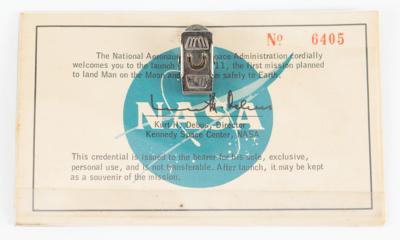 No 6405
The National Aeronau pace Administration cordially
welcomes you to the launch 11, the first mission planned
to land Man on the Moon and safely to Earth.
NASA
Kurt H. Debus, Director
Kennedy Space Center, NASA
This credential is issued to the bearer for his sole, exclusive,
personal use, and is not transferable. After launch, it may be kept
as a souvenir of the mission.